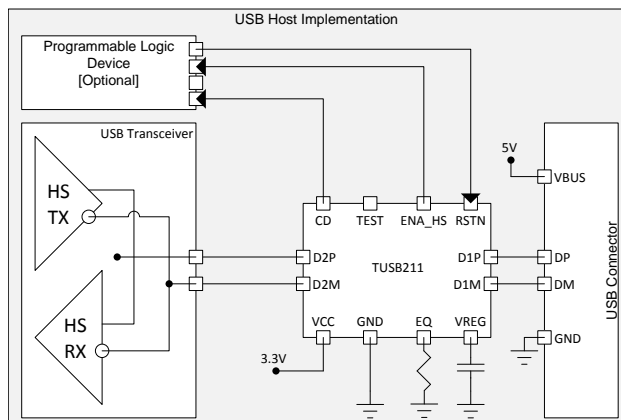 USB Host Implementation
Programmable Logic
Device
[Optional]
USB Transceiver
HS
TX
HS
RX
CD
TEST
ENA_HS
RSTN
D2P
D2M
TUSB211
D1P
D1M
VCC
GND
EQ
VREG
3.3V
5V
VBUS
DP
DM
GND
USB Connector